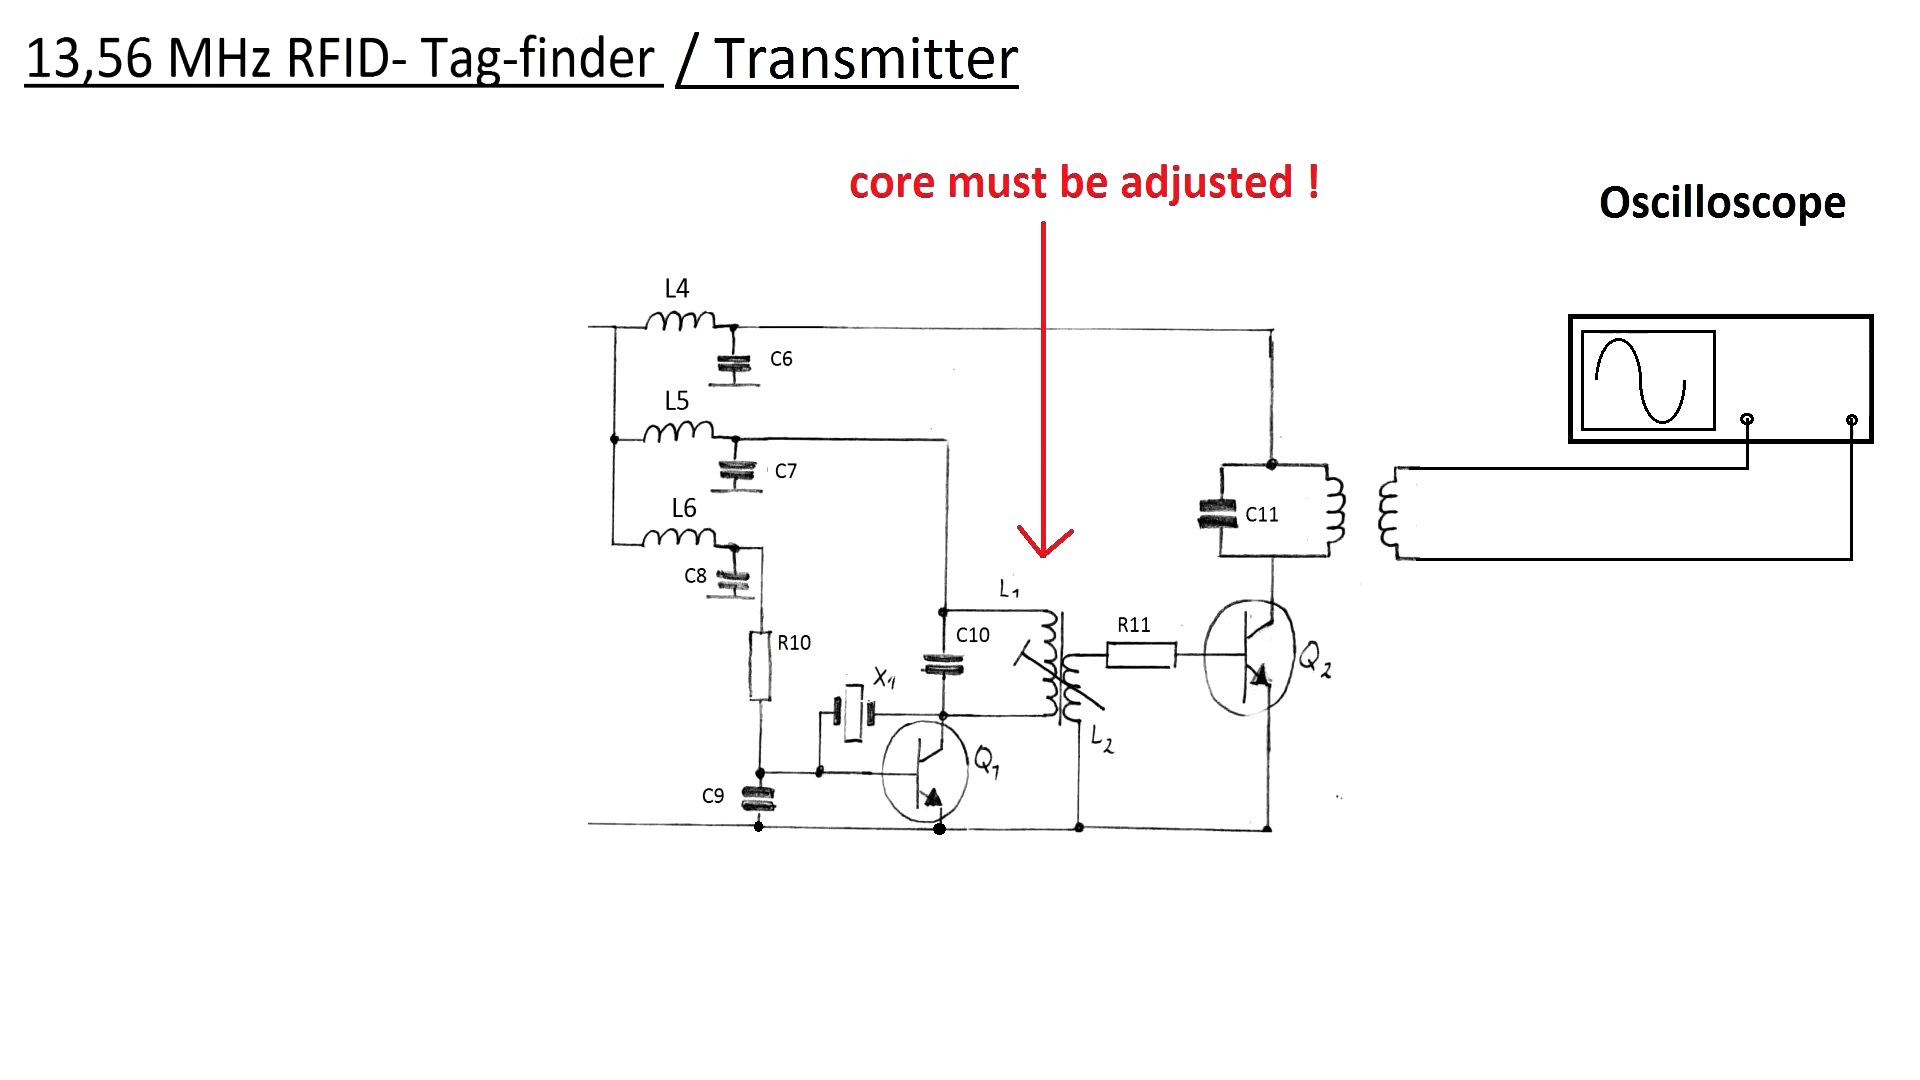 13,56 MHz RFID- Tag-finder / Transmitter
core must be adjusted !
Oscilloscope
L4
C6
L5
C7
L6
C8
C11
L1
R10
C10
R11
X1
Q2
L2
Q1
C9